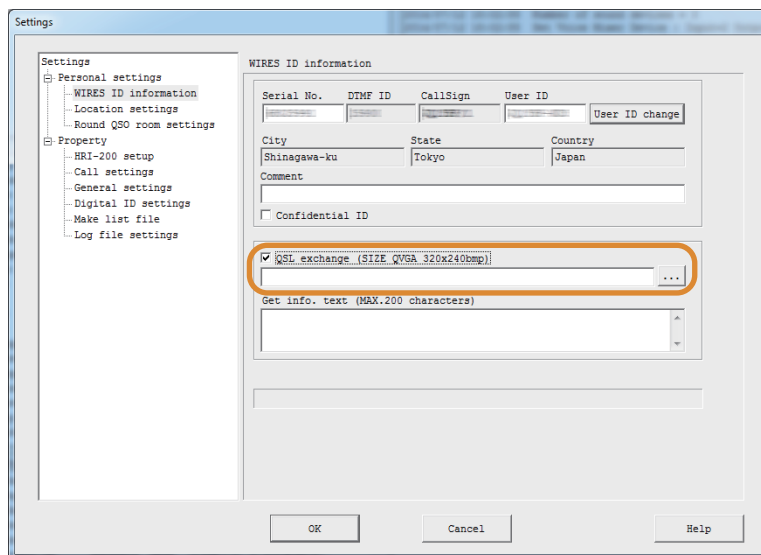 Settings
Settings
Personal settings
WIRES ID information
Location settings
Round QSO room settings
Property
HRI-200 setup
Call settings
General settings
Digital ID settings
Make list file
Log file settings
WIRES ID information
Serial No. DTMF ID CallSign User ID
User ID change
City State Country
Shinagawa-ku Tokyo Japan
Comment
Confidential ID
QSL exchange (SIZE QVGA 320x240bmp)
...
Get info. text (MAX.200 characters)
OK Cancel Help